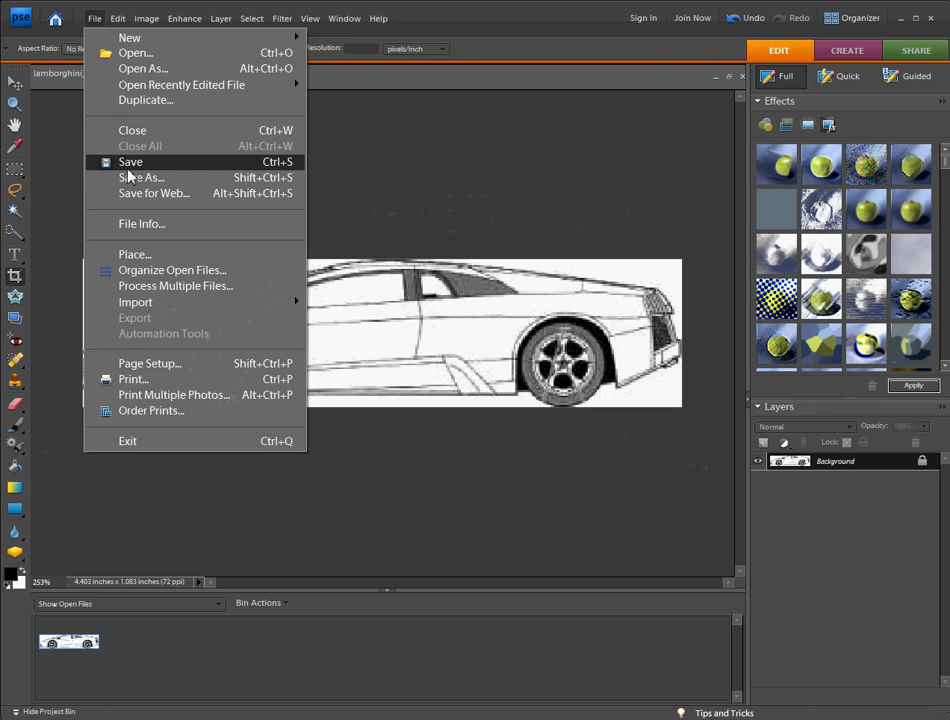 pse File Edit Image Enhance Layer Select Filter View Window Help Sign In Join Now Undo Redo Organizer
Aspect Ratio: No Re Resolution: pixels/inch
EDIT CREATE SHARE
lamborghini
Full Quick Guided
New
Open... Ctrl+O
Open As... Alt+Ctrl+O
Open Recently Edited File
Duplicate...
Close Ctrl+W
Close All Alt+Ctrl+W
Save Ctrl+S
Save As... Shift+Ctrl+S
Save for Web... Alt+Shift+Ctrl+S
File Info...
Place...
Organize Open Files...
Process Multiple Files...
Import
Export
Automation Tools
Page Setup... Shift+Ctrl+P
Print... Ctrl+P
Print Multiple Photos... Alt+Ctrl+P
Order Prints...
Exit Ctrl+Q
Effects
Apply
Layers
Normal Opacity: 100%
Lock:
Background
253% 4.403 inches x 1.083 inches (72 ppi)
Show Open Files Bin Actions
Hide Project Bin Tips and Tricks